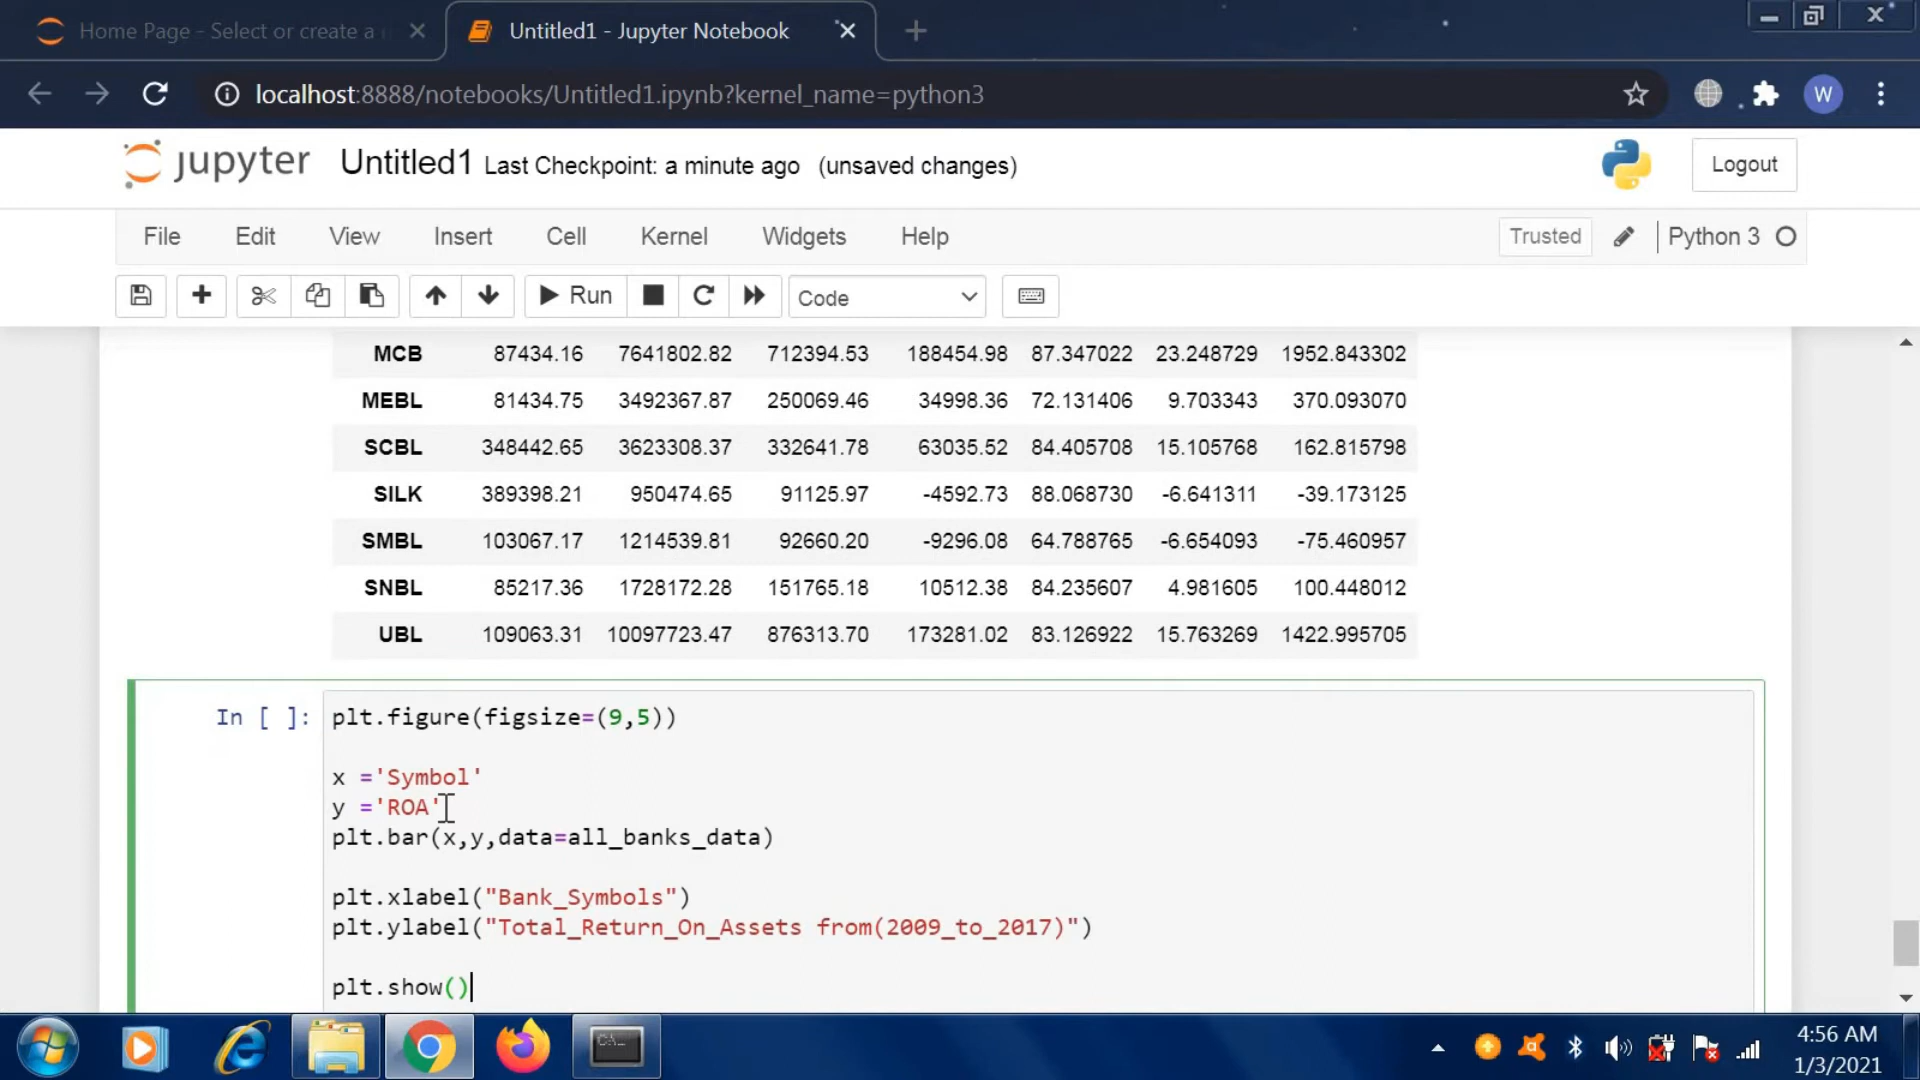 Home Page - Select or create a
Untitled1 - Jupyter Notebook
localhost:8888/notebooks/Untitled1.ipynb?kernel_name=python3
W
jupyter Untitled1 Last Checkpoint: a minute ago (unsaved changes)
Logout
File Edit View Insert Cell Kernel Widgets Help
Trusted Python 3
Run Code
MCB 87434.16 7641802.82 712394.53 188454.98 87.347022 23.248729 1952.843302
MEBL 81434.75 3492367.87 250069.46 34998.36 72.131406 9.703343 370.093070
SCBL 348442.65 3623308.37 332641.78 63035.52 84.405708 15.105768 162.815798
SILK 389398.21 950474.65 91125.97 -4592.73 88.068730 -6.641311 -39.173125
SMBL 103067.17 1214539.81 92660.20 -9296.08 64.788765 -6.654093 -75.460957
SNBL 85217.36 1728172.28 151765.18 10512.38 84.235607 4.981605 100.448012
UBL 109063.31 10097723.47 876313.70 173281.02 83.126922 15.763269 1422.995705
In [ ]: plt.figure(figsize=(9,5))
x ='Symbol'
y ='ROA'
plt.bar(x,y,data=all_banks_data)
plt.xlabel("Bank_Symbols")
plt.ylabel("Total_Return_On_Assets from(2009_to_2017)")
plt.show()
4:56 AM
1/3/2021